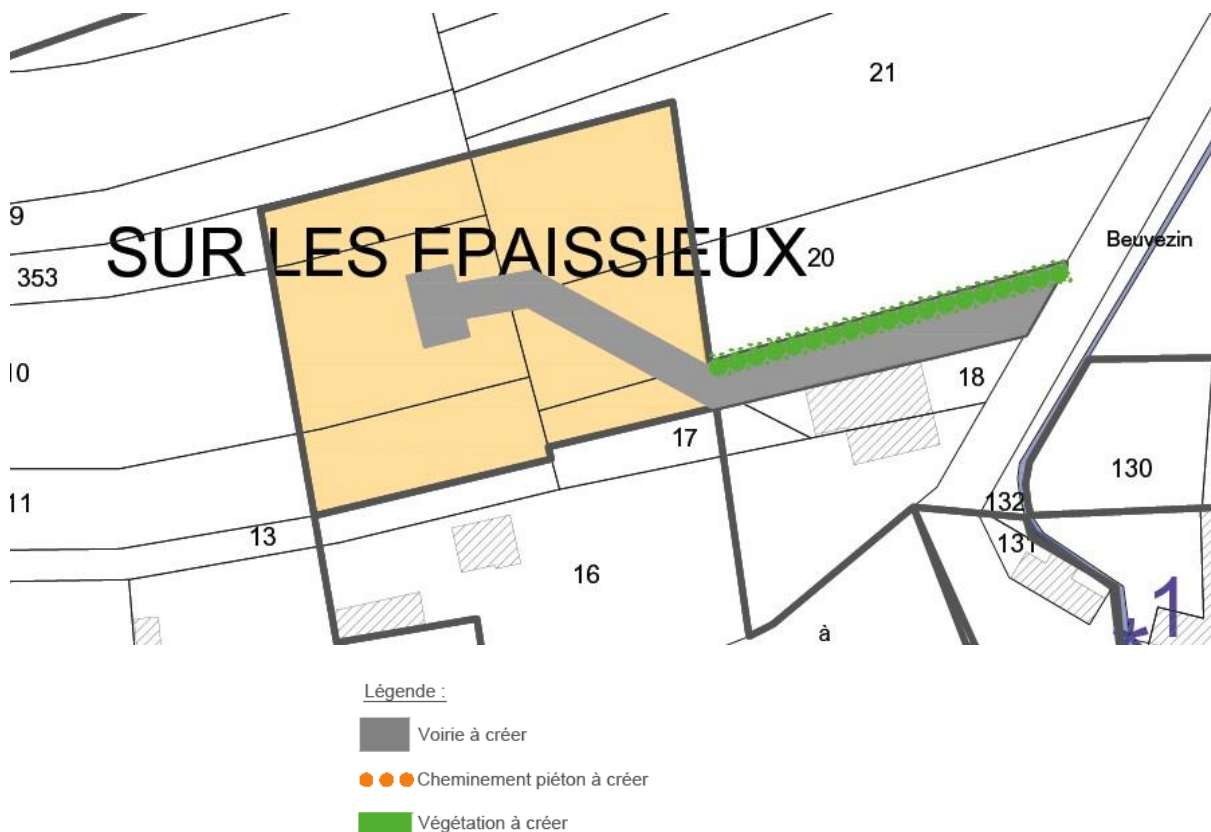 21
9
SUR LES EPAISSIEUX
20
Beuvezin
353
10
18
17
130
11
132
13
131
16
1
à
Légende :
Voirie à créer
Cheminement piéton à créer
Végétation à créer